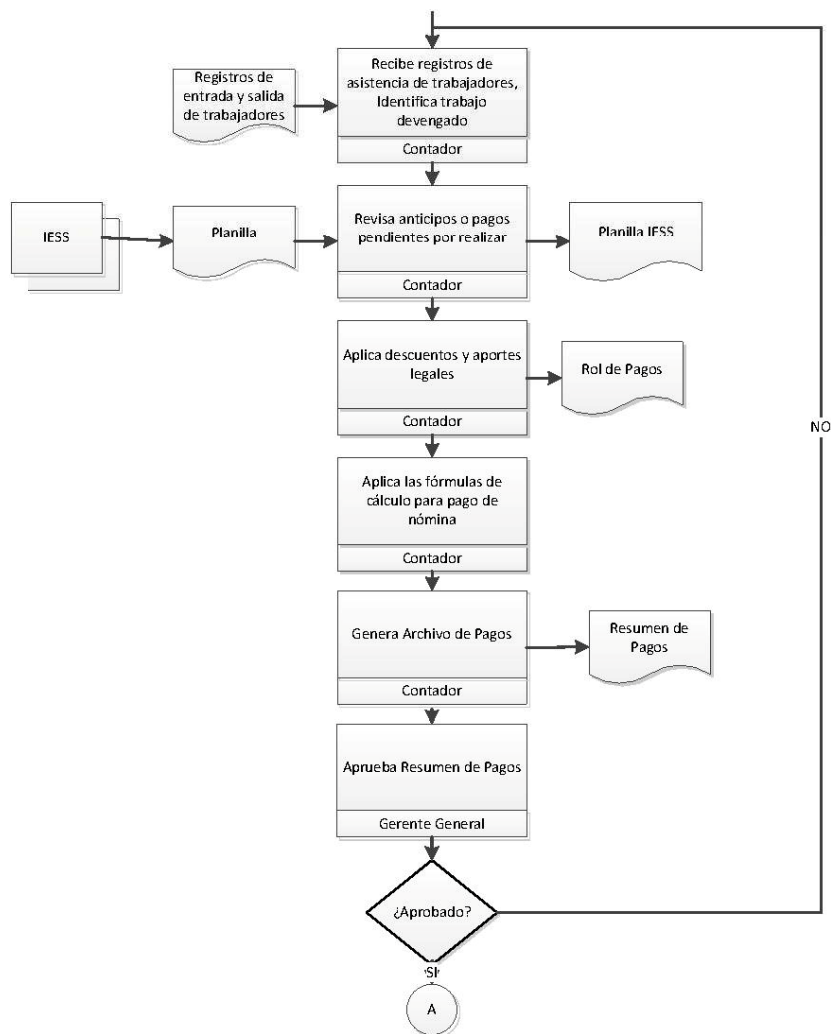 Recibe registros de
asistencia de trabajadores,
Identifica trabajo
devengado
Contador
Registros de
entrada y salida
de trabajadores
IESS
Planilla
Revisa anticipos o pagos
pendientes por realizar
Contador
Planilla IESS
Aplica descuentos y aportes
legales
Contador
Rol de Pagos
NO
Aplica las fórmulas de
cálculo para pago de
nómina
Contador
Genera Archivo de Pagos
Contador
Resumen de
Pagos
Aprueba Resumen de Pagos
Gerente General
¿Aprobado?
SI
A